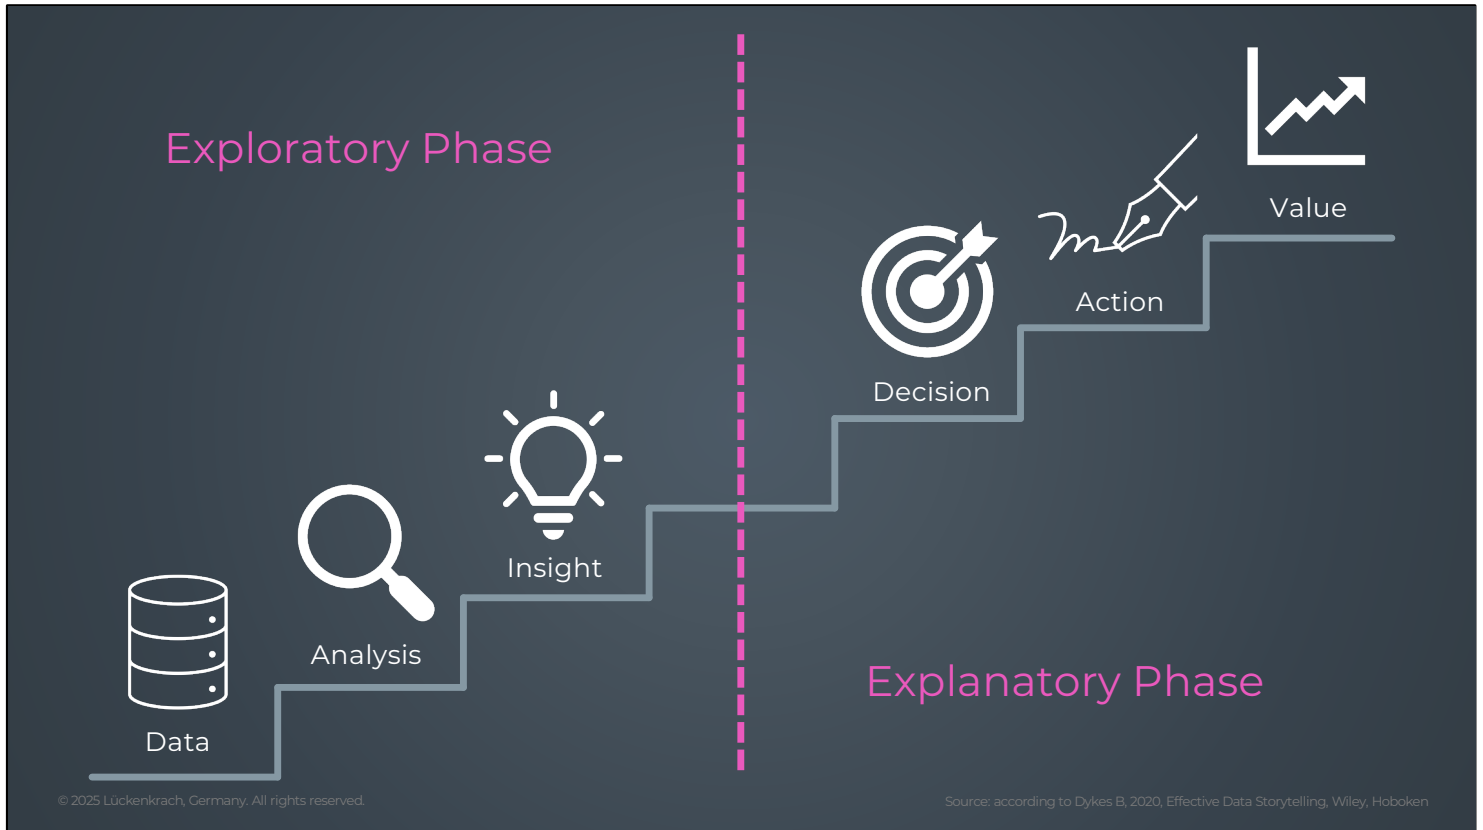 Exploratory Phase
Value
Action
Decision
Insight
Analysis
Explanatory Phase
Data
© 2025 Lückenkrach, Germany. All rights reserved.
Source: according to Dykes B, 2020, Effective Data Storytelling, Wiley, Hoboken